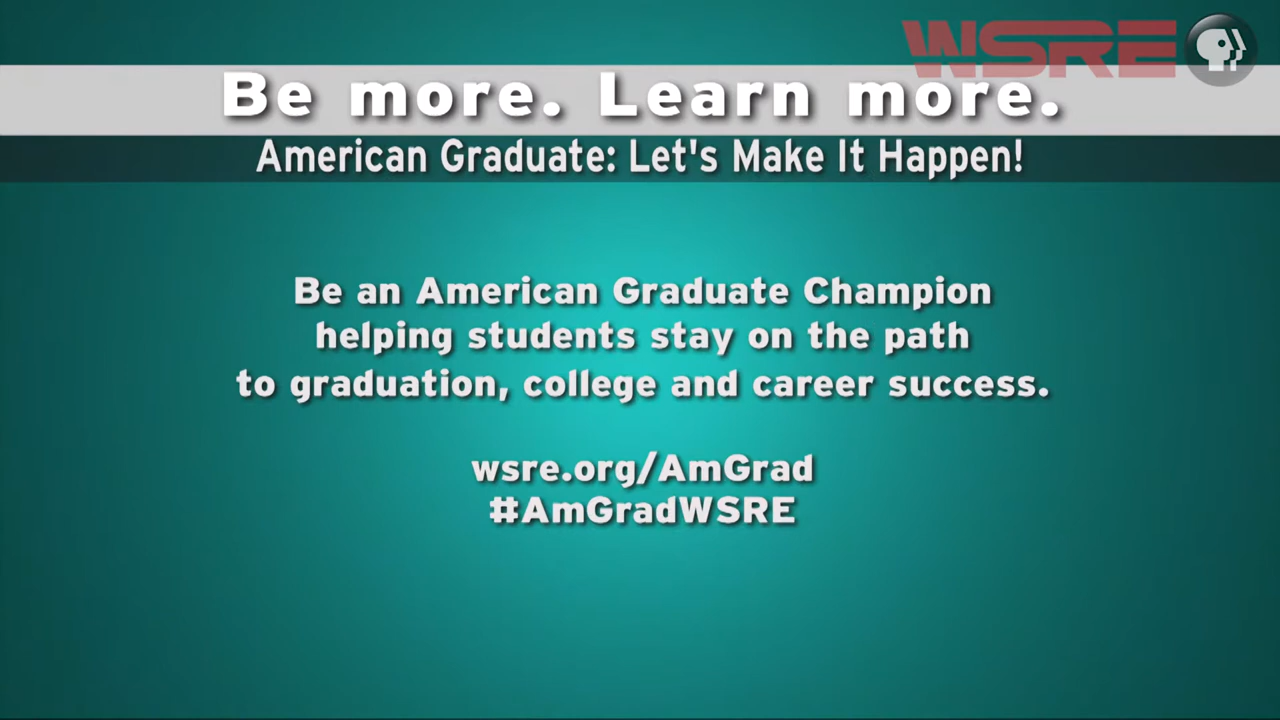 WSRE
Be more. Learn more.
American Graduate: Let's Make It Happen!
Be an American Graduate Champion
helping students stay on the path
to graduation, college and career success.
wsre.org/AmGrad
#AmGradWSRE